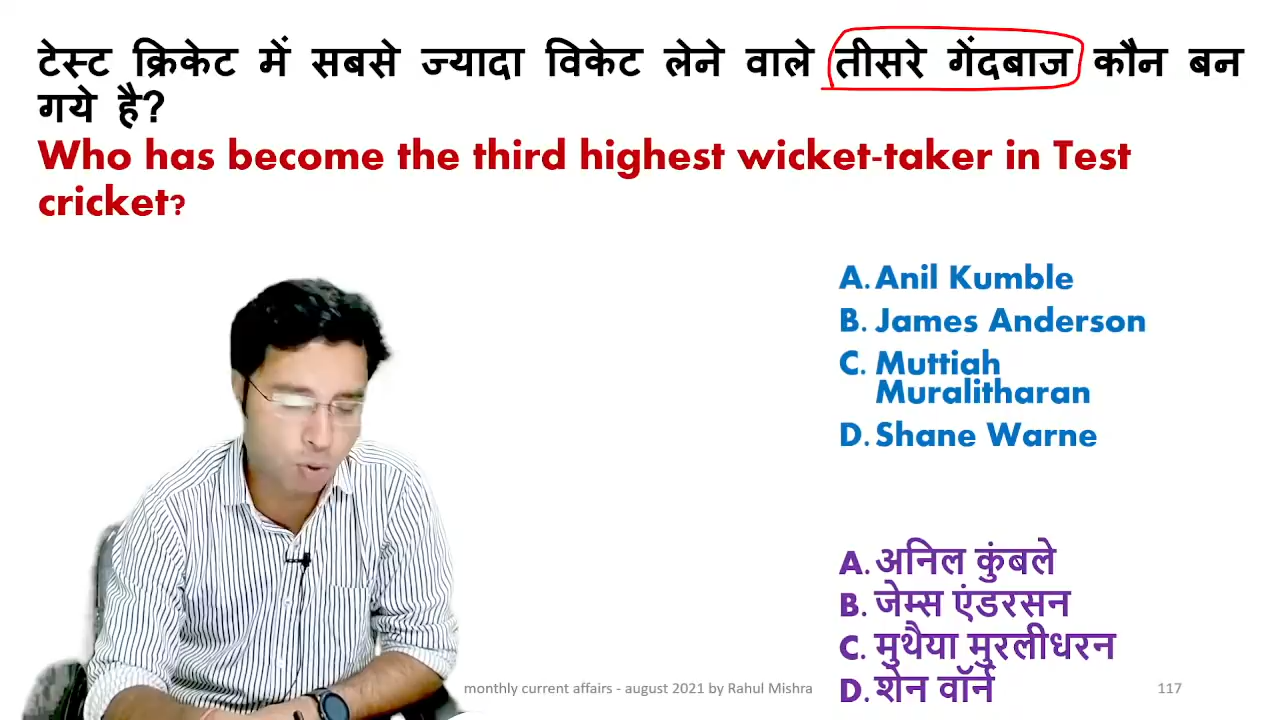 टेस्ट क्रिकेट में सबसे ज्यादा विकेट लेने वाले तीसरे गेंदबाज कौन बन
गये है?
Who has become the third highest wicket-taker in Test
cricket?
A. Anil Kumble
B. James Anderson
C. Muttiah
Muralitharan
D. Shane Warne
A. अनिल कुंबले
B. जेम्स एंडरसन
C. मुथैया मुरलीधरन
D. शेन वॉर्न
monthly current affairs - august 2021 by Rahul Mishra
117